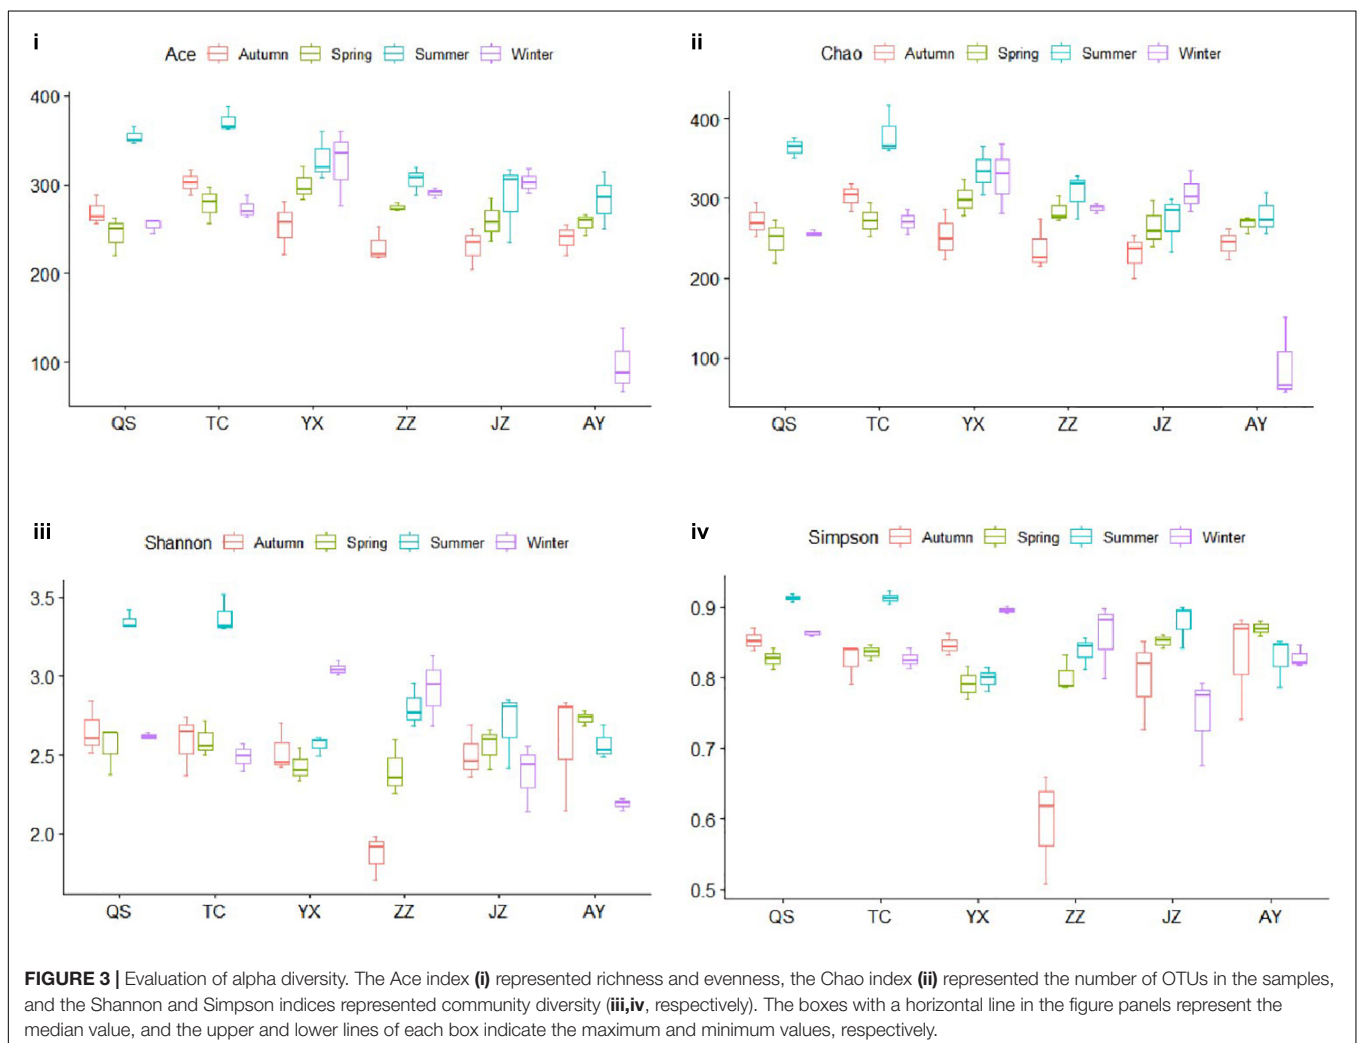 i
Ace Autumn Spring Summer Winter
400
300
200
100
QS TC YX ZZ JZ AY
ii
Chao Autumn Spring Summer Winter
400
300
200
100
QS TC YX ZZ JZ AY
iii
Shannon Autumn Spring Summer Winter
3.5
3.0
2.5
2.0
QS TC YX ZZ JZ AY
iv
Simpson Autumn Spring Summer Winter
0.9
0.8
0.7
0.6
0.5
QS TC YX ZZ JZ AY
FIGURE 3 | Evaluation of alpha diversity. The Ace index (i) represented richness and evenness, the Chao index (ii) represented the number of OTUs in the samples,
and the Shannon and Simpson indices represented community diversity (iii,iv, respectively). The boxes with a horizontal line in the figure panels represent the
median value, and the upper and lower lines of each box indicate the maximum and minimum values, respectively.